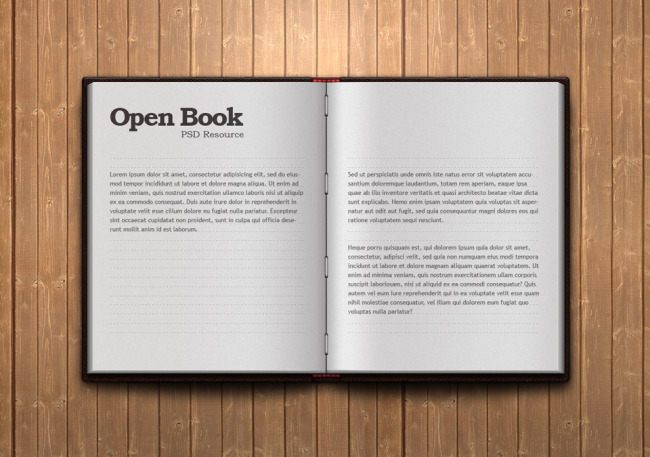 Open Book
PSD Resource
Lorem ipsum dolor sit amet, consectetur adipisicing elit, sed do eius-
mod tempor incididunt ut labore et dolore magna aliqua. Ut enim ad
minim veniam, quis nostrud exercitation ullamco laboris nisi ut aliquip
ex ea commodo consequat. Duis aute irure dolor in reprehenderit in
voluptate velit esse cillum dolore eu fugiat nulla pariatur. Excepteur
sint occaecat cupidatat non proident, sunt in culpa qui officia dese-
runt mollit anim id est laborum.
Sed ut perspiciatis unde omnis iste natus error sit voluptatem accu-
santium doloremque laudantium, totam rem aperiam, eaque ipsa
quae ab illo inventore veritatis et quasi architecto beatae vitae dicta
sunt explicabo. Nemo enim ipsam voluptatem quia voluptas sit asper-
natur aut odit aut fugit, sed quia consequuntur magni dolores eos qui
ratione voluptatem sequi nesciunt.
Neque porro quisquam est, qui dolorem ipsum quia dolor sit amet,
consectetur, adipisci velit, sed quia non numquam eius modi tempora
incidunt ut labore et dolore magnam aliquam quaerat voluptatem. Ut
enim ad minima veniam, quis nostrum exercitationem ullam corporis
suscipit laboriosam, nisi ut aliquid ex ea commodi consequatur? Quis
autem vel eum iure reprehenderit qui in ea voluptate velit esse quam
nihil molestiae consequatur, vel illum qui dolorem eum fugiat quo
voluptas nulla pariatur?